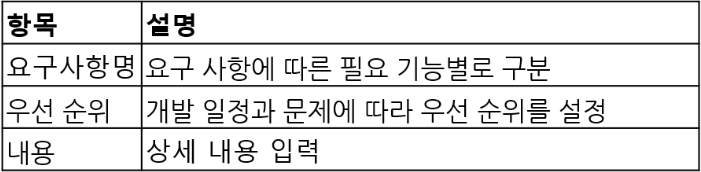 항목 설명
요구사항명 요구 사항에 따른 필요 기능별로 구분
우선 순위 개발 일정과 문제에 따라 우선 순위를 설정
내용 상세 내용 입력